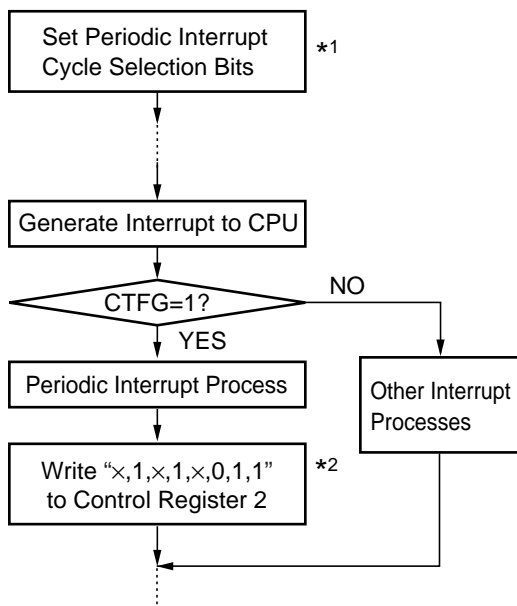 Set Periodic Interrupt
Cycle Selection Bits
*1
Generate Interrupt to CPU
CTFG=1?
NO
YES
Periodic Interrupt Process
Other Interrupt
Processes
Write “×,1,×,1,×,0,1,1”
to Control Register 2
*2